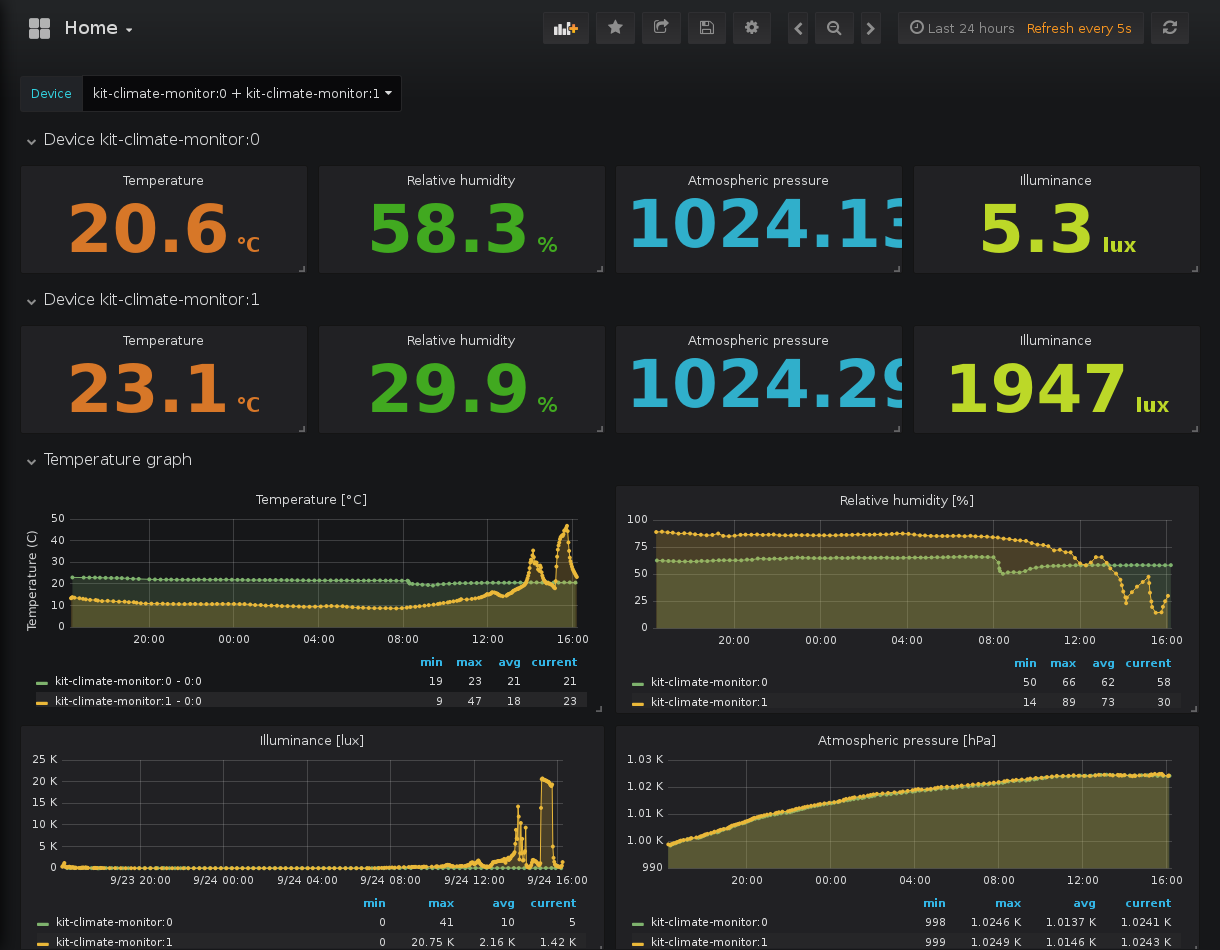 Home
Last 24 hours Refresh every 5s
Device kit-climate-monitor:0 + kit-climate-monitor:1
Device kit-climate-monitor:0
Temperature Relative humidity Atmospheric pressure Illuminance
20.6 °C 58.3 % 1024.13 5.3 lux
Device kit-climate-monitor:1
Temperature Relative humidity Atmospheric pressure Illuminance
23.1 °C 29.9 % 1024.29 1947 lux
Temperature graph
Temperature [°C]
Temperature (C)
50
40
30
20
10
0
20:00 00:00 04:00 08:00 12:00 16:00
min max avg current
kit-climate-monitor:0 - 0:0 19 23 21 21
kit-climate-monitor:1 - 0:0 9 47 18 23
Relative humidity [%]
100
75
50
25
0
20:00 00:00 04:00 08:00 12:00 16:00
min max avg current
kit-climate-monitor:0 50 66 62 58
kit-climate-monitor:1 14 89 73 30
Illuminance [lux]
25 K
20 K
15 K
10 K
5 K
0
9/23 20:00 9/24 00:00 9/24 04:00 9/24 08:00 9/24 12:00 9/24 16:00
min max avg current
kit-climate-monitor:0 0 41 10 5
kit-climate-monitor:1 0 20.75 K 2.16 K 1.42 K
Atmospheric pressure [hPa]
1.03 K
1.02 K
1.01 K
1.00 K
990
20:00 00:00 04:00 08:00 12:00 16:00
min max avg current
kit-climate-monitor:0 998 1.0246 K 1.0137 K 1.0241 K
kit-climate-monitor:1 999 1.0249 K 1.0146 K 1.0243 K